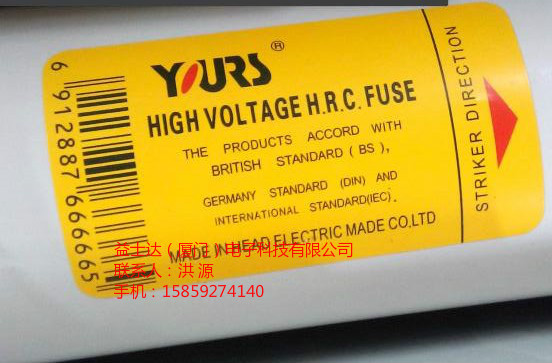 YOURS®
HIGH VOLTAGE H.R.C. FUSE
THE PRODUCTS ACCORD WITH
BRITISH STANDARD ( BS ),
GERMANY STANDARD (DIN) AND
INTERNATIONAL STANDARD(IEC).
MADE IN HEAD ELECTRIC MADE CO.LTD
STRIKER DIRECTION
6 912887 666665
益士达（厦门）电子科技有限公司
联系人：洪 源
手机：15859274140